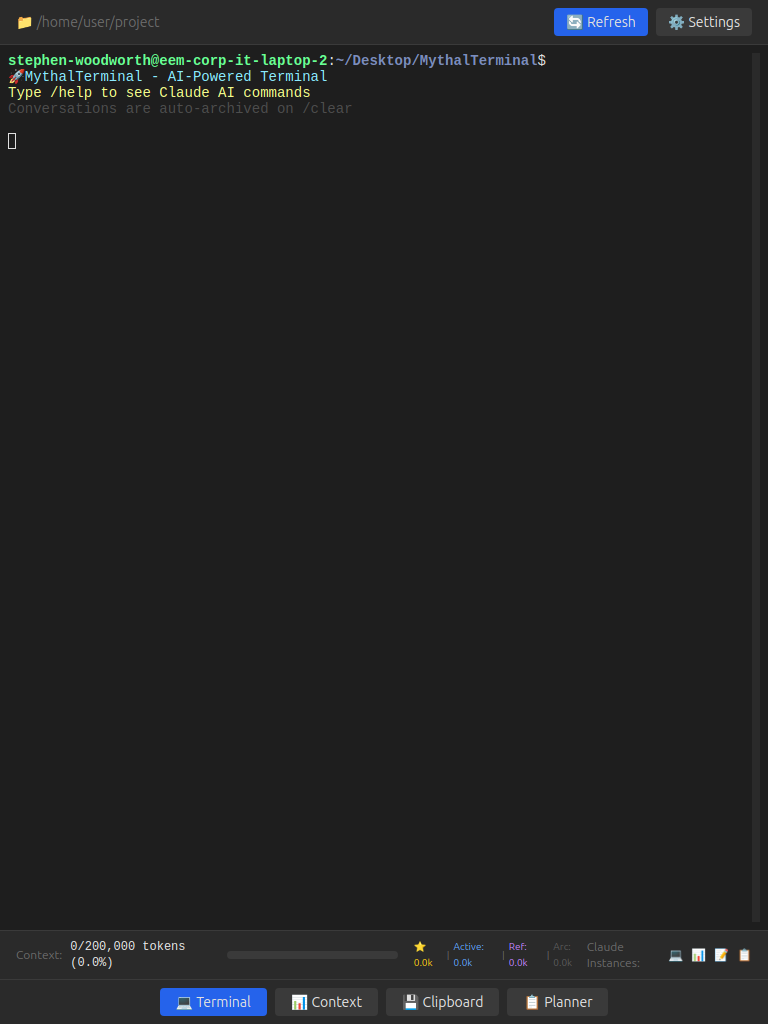 📁 /home/user/project
🔄 Refresh
⚙️ Settings
stephen-woodworth@eem-corp-it-laptop-2:~/Desktop/MythalTerminal$
🚀MythalTerminal - AI-Powered Terminal
Type /help to see Claude AI commands
Conversations are auto-archived on /clear
Context: 0/200,000 tokens
(0.0%)
⭐
0.0k
| Active:
0.0k
| Ref:
0.0k
| Arc:
0.0k
Claude
Instances:
💻 📊 📝 📋
💻 Terminal
📊 Context
💾 Clipboard
📋 Planner